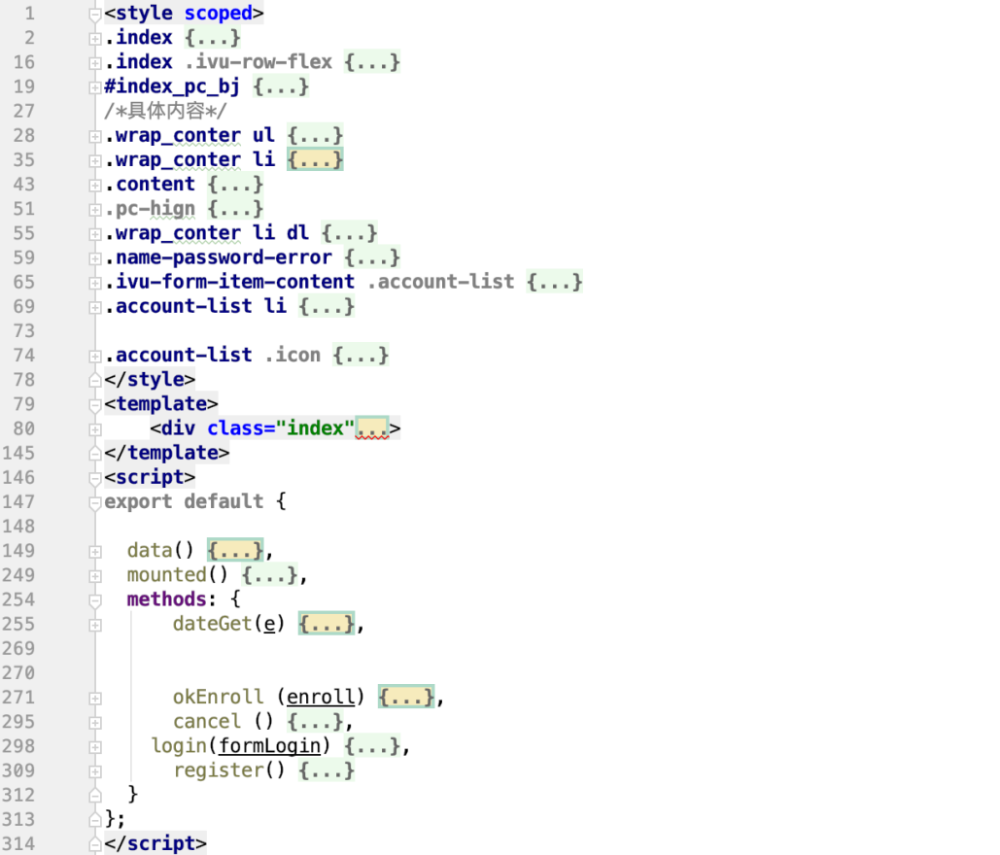 1 <style scoped>
2 .index {...}
16 .index .ivu-row-flex {...}
19 #index_pc_bj {...}
27 /*具体内容*/
28 .wrap_conter ul {...}
35 .wrap_conter li {...}
43 .content {...}
51 .pc-hign {...}
55 .wrap_conter li dl {...}
59 .name-password-error {...}
65 .ivu-form-item-content .account-list {...}
69 .account-list li {...}
73
74 .account-list .icon {...}
78 </style>
79 <template>
80 <div class="index"...>
145 </template>
146 <script>
147 export default {
148
149 data() {...},
249 mounted() {...},
254 methods: {
255 dateGet(e) {...},
269
270
271 okEnroll (enroll) {...},
295 cancel () {...},
298 login(formLogin) {...},
309 register() {...}
312 }
313 };
314 </script>